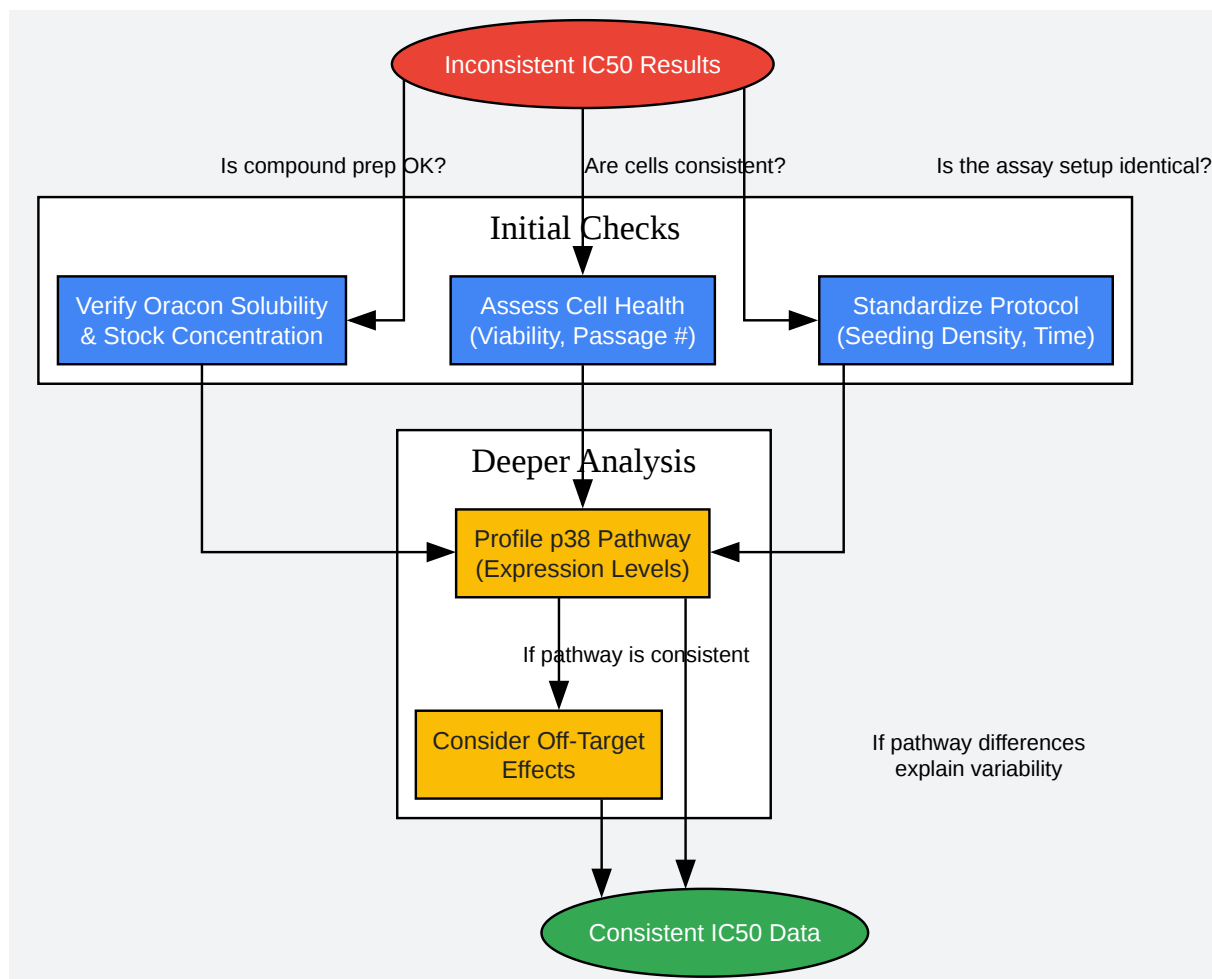 Inconsistent IC50 Results
Is compound prep OK?
Are cells consistent?
Is the assay setup identical?
Initial Checks
Verify Oracon Solubility
& Stock Concentration
Assess Cell Health
(Viability, Passage #)
Standardize Protocol
(Seeding Density, Time)
Deeper Analysis
Profile p38 Pathway
(Expression Levels)
If pathway is consistent
Consider Off-Target
Effects
If pathway differences
explain variability
Consistent IC50 Data